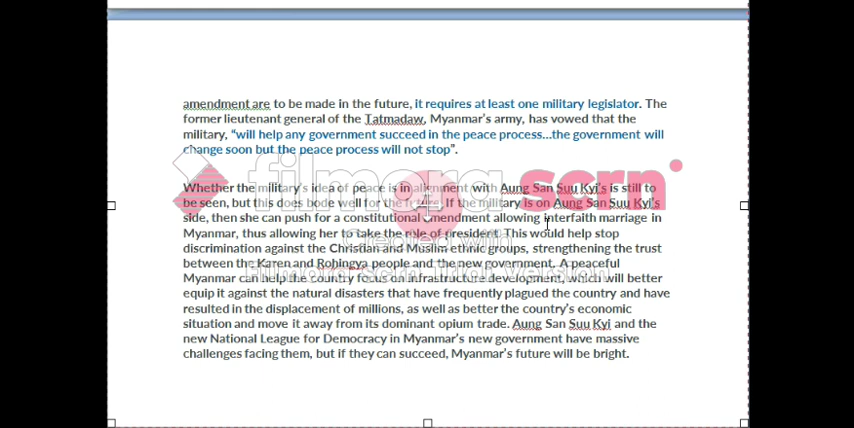 amendment are to be made in the future, it requires at least one military legislator. The
former lieutenant general of the Tatmadaw, Myanmar's army, has vowed that the
military, "will help any government succeed in the peace process...the government will
change soon but the peace process will not stop".
Whether the military's idea of peace is in alignment with Aung San Suu Kyi's is still to
be seen, but this does bode well for the future. If the military is on Aung San Suu Kyi's
side, then she can push for a constitutional amendment allowing interfaith marriage in
Myanmar, thus allowing her to take the role of president. This would help stop
discrimination against the Christian and Muslim ethnic groups, strengthening the trust
between the Karen and Rohingya people and the new government. A peaceful
Myanmar can help the country focus on infrastructure development, which will better
equip it against the natural disasters that have frequently plagued the country and have
resulted in the displacement of millions, as well as better the country's economic
situation and move it away from its dominant opium trade. Aung San Suu Kyi and the
new National League for Democracy in Myanmar's new government have massive
challenges facing them, but if they can succeed, Myanmar's future will be bright.
filmora scrn
4
Created with
Filmora Scrn Trial Version